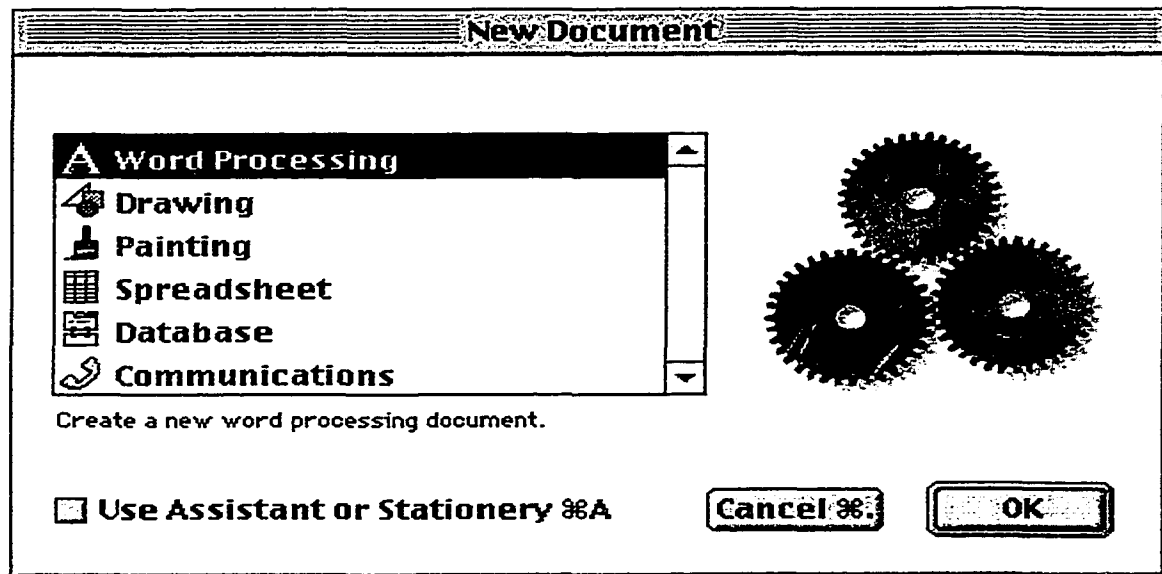 New Document
Word Processing
Drawing
Painting
Spreadsheet
Database
Communications
Create a new word processing document.
Use Assistant or Stationery ⌘A
Cancel ⌘.
OK